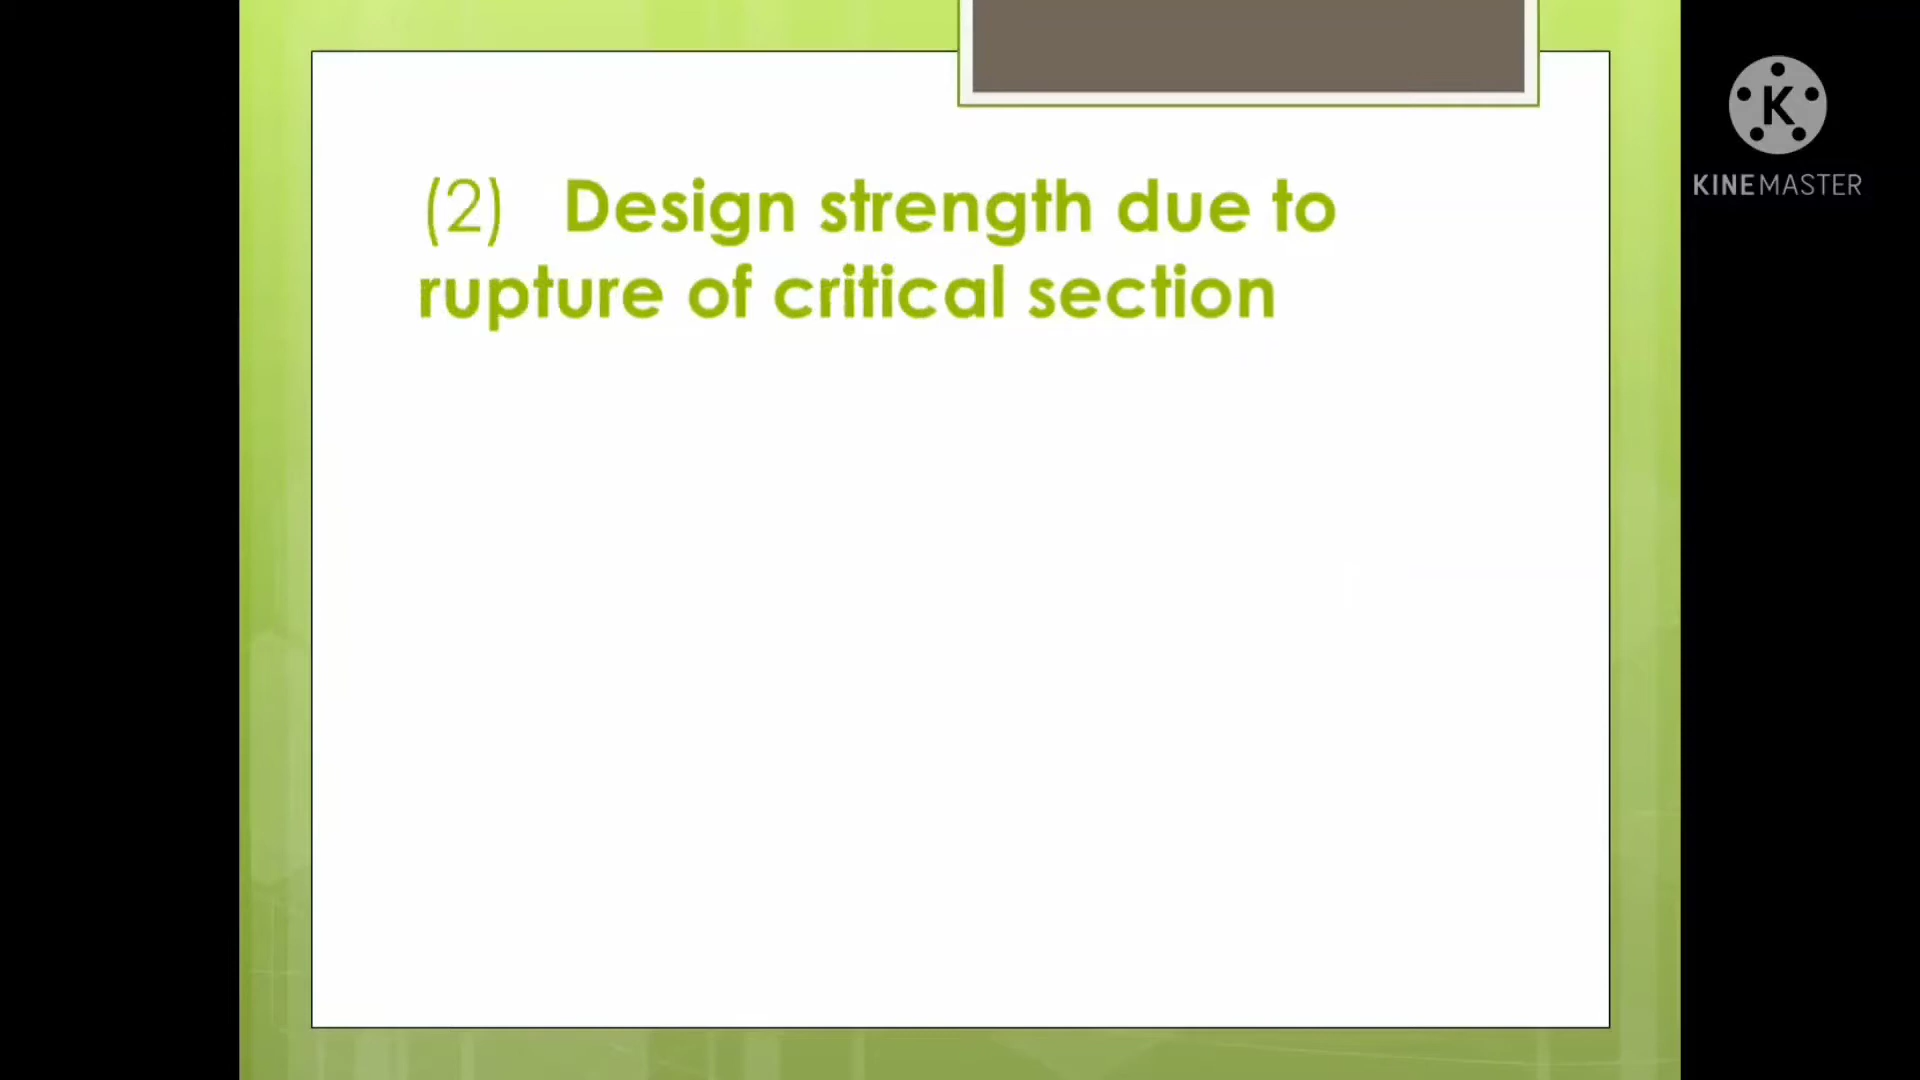 (2) Design strength due to
rupture of critical section
K
KINEMASTER